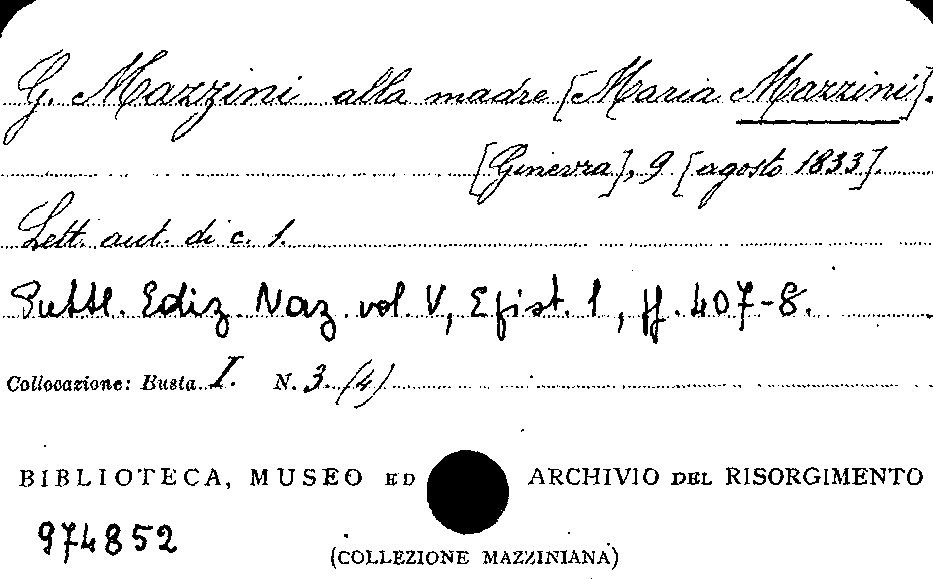 G. Mazzini alla madre [Maria Mazzini].
[Ginevra], 9 [agosto 1833].
Lett. aut. di c. 1.
Pubbl. Ediz. Naz. vol. V, Epist. 1, pp. 407-8.
Collocazione: Busta I. N. 3. (4)
BIBLIOTECA, MUSEO ED ARCHIVIO DEL RISORGIMENTO
974852
(COLLEZIONE MAZZINIANA)